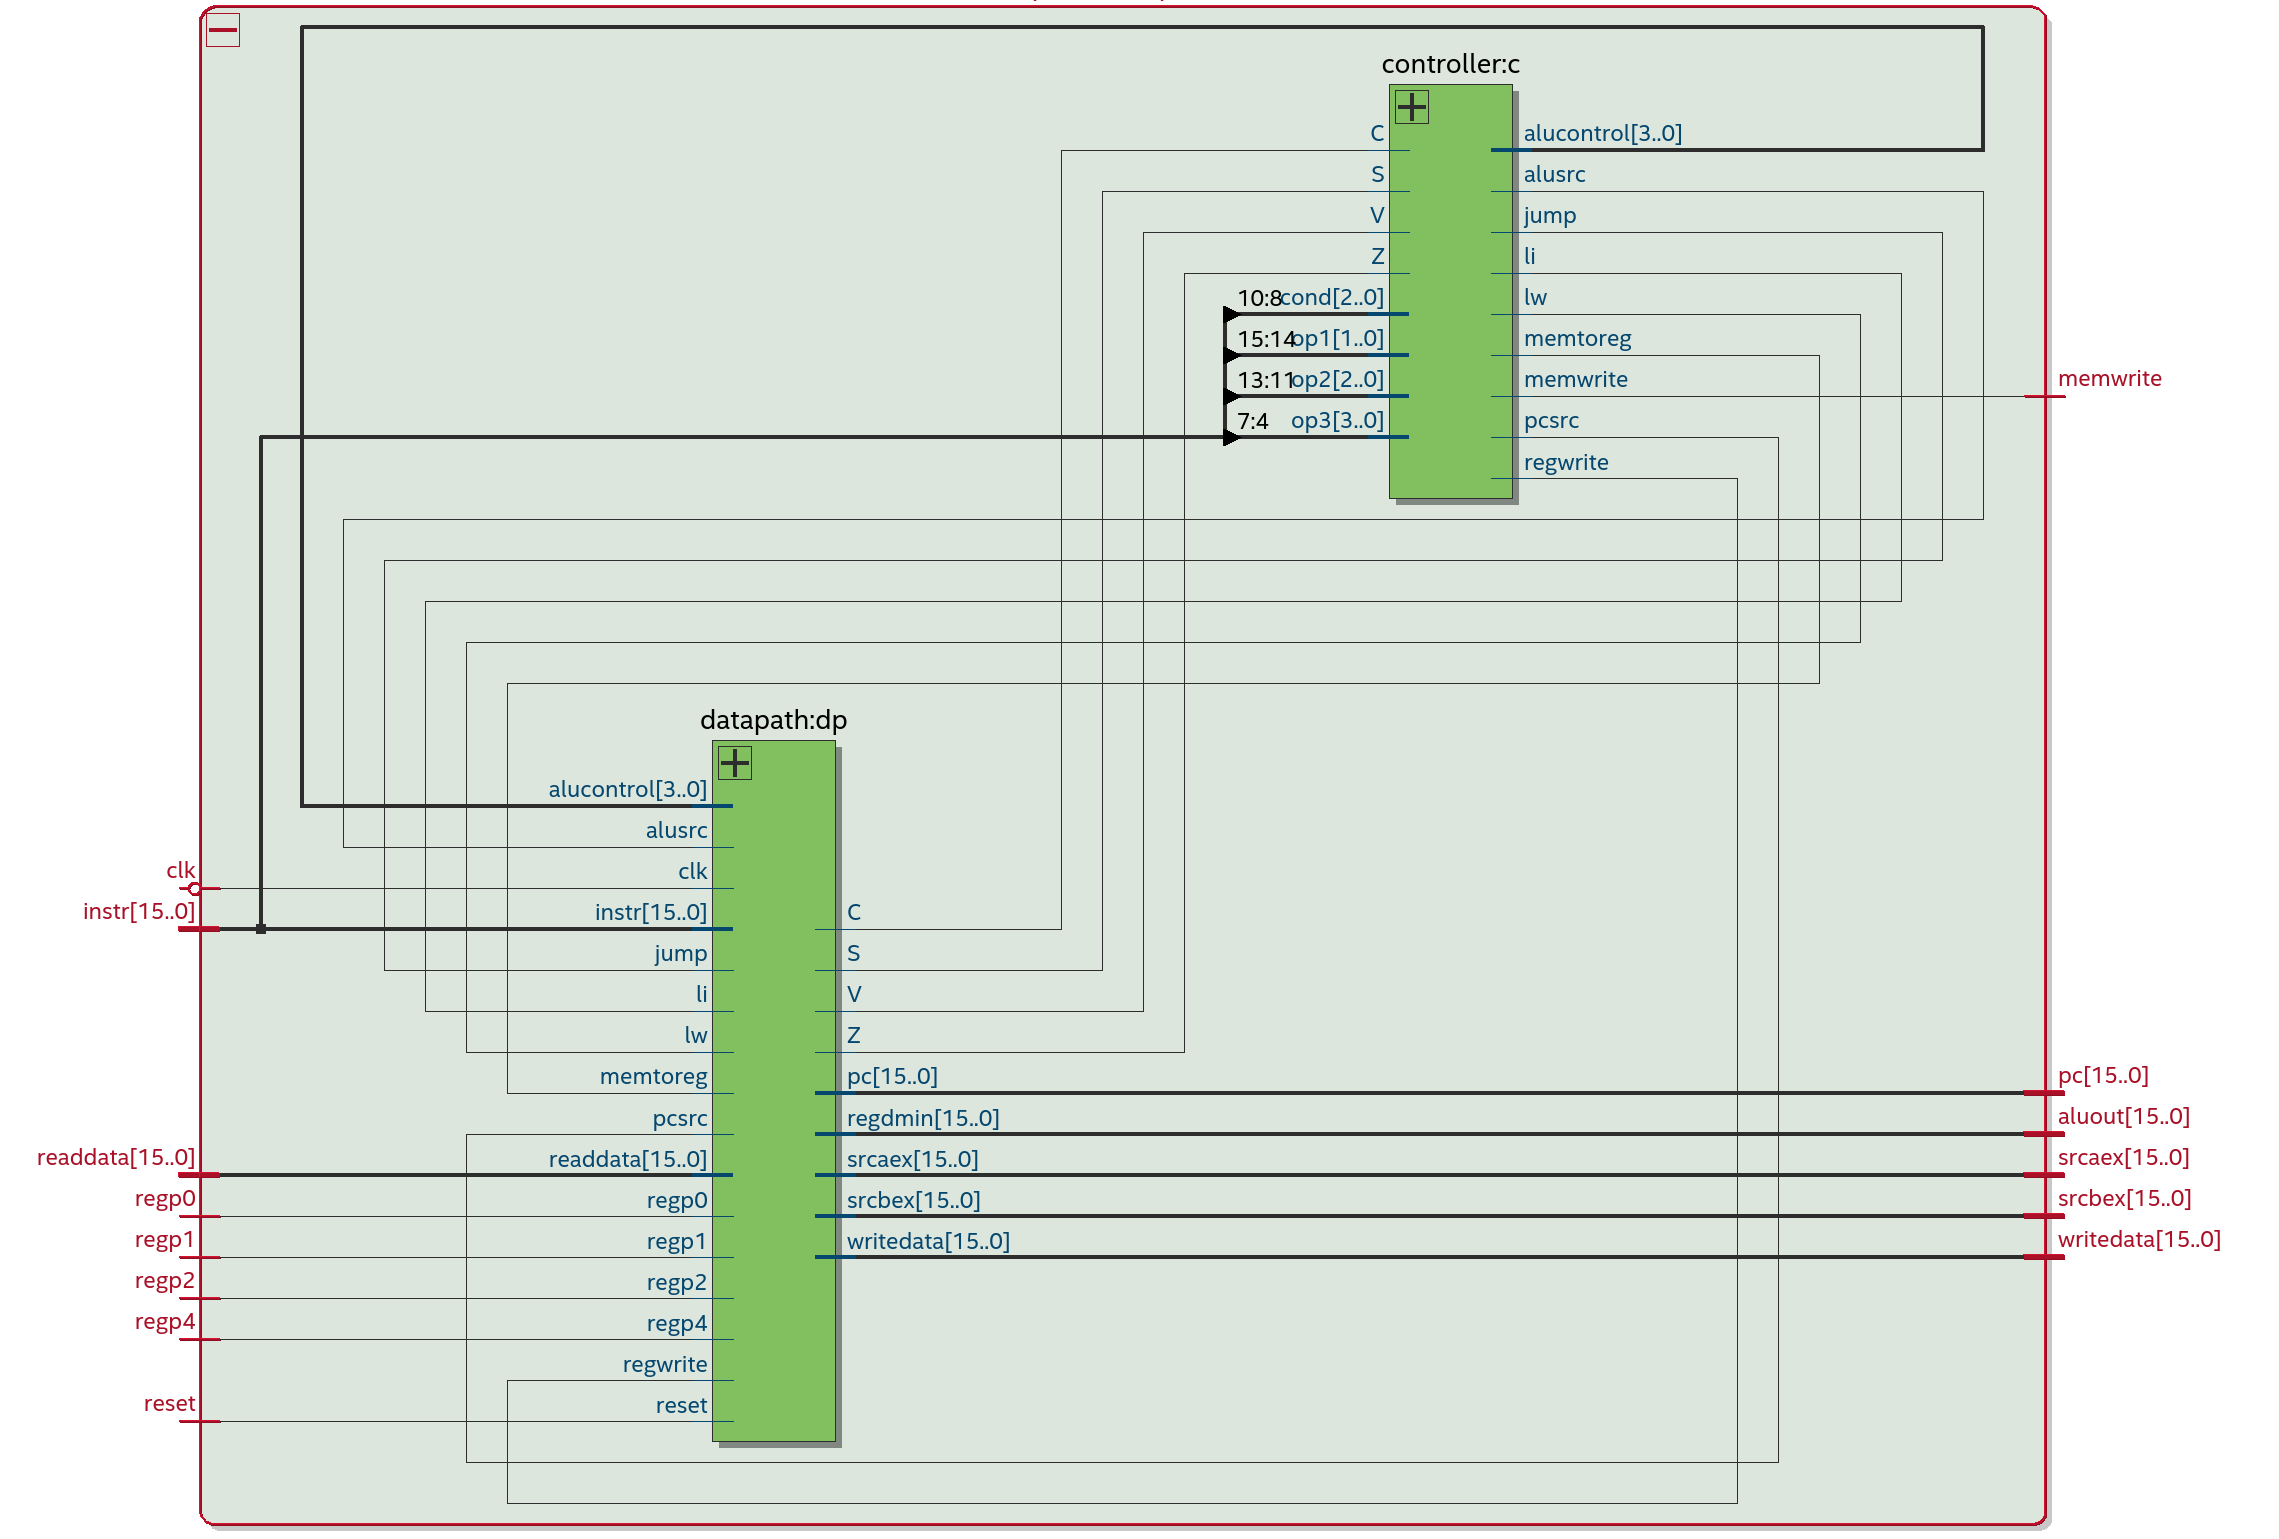 controller:c
C
S
V
Z
10:8 cond[2..0]
15:14 op1[1..0]
13:11 op2[2..0]
7:4 op3[3..0]
alucontrol[3..0]
alusrc
jump
li
lw
memtoreg
memwrite
pcsrc
regwrite
memwrite
datapath:dp
alucontrol[3..0]
alusrc
clk
instr[15..0]
jump
li
lw
memtoreg
pcsrc
readdata[15..0]
regp0
regp1
regp2
regp4
regwrite
reset
C
S
V
Z
pc[15..0]
regdmin[15..0]
srcaex[15..0]
srcbex[15..0]
writedata[15..0]
clk
instr[15..0]
readdata[15..0]
regp0
regp1
regp2
regp4
reset
pc[15..0]
aluout[15..0]
srcaex[15..0]
srcbex[15..0]
writedata[15..0]